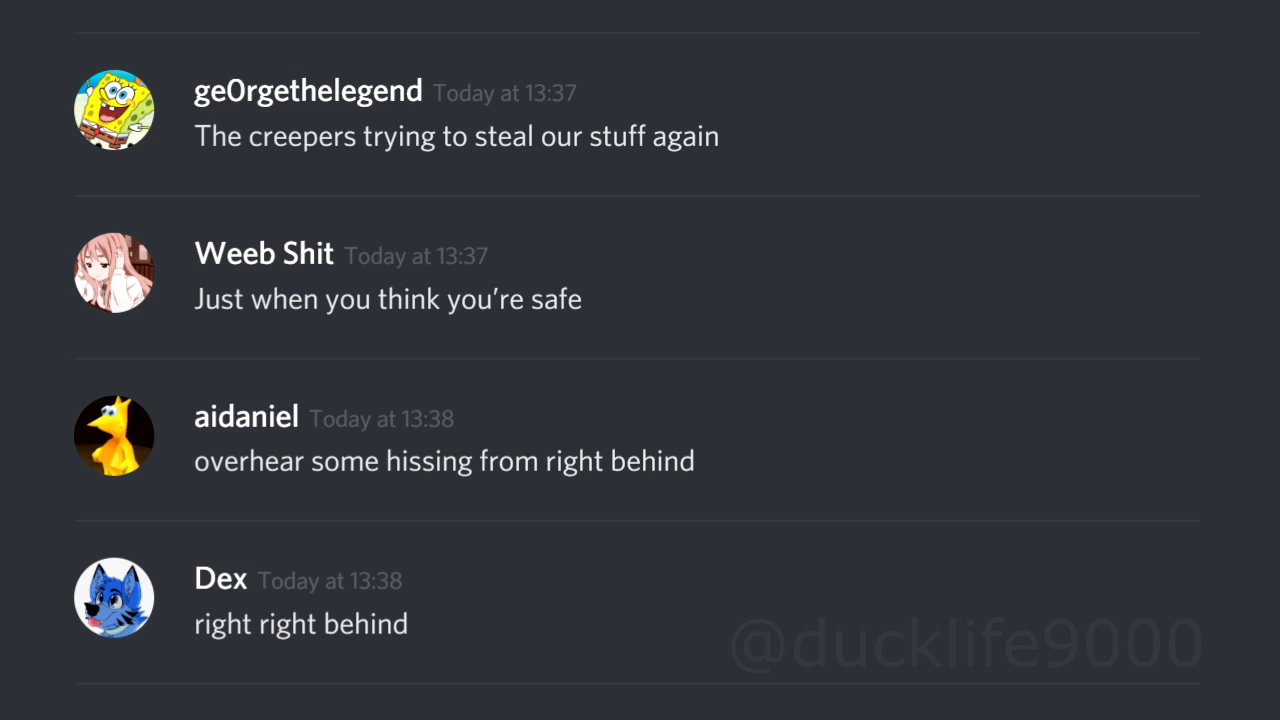 ge0rgethelegend Today at 13:37
The creepers trying to steal our stuff again
Weeb Shit Today at 13:37
Just when you think you’re safe
aidaniel Today at 13:38
overhear some hissing from right behind
Dex Today at 13:38
right right behind
@ducklife9000